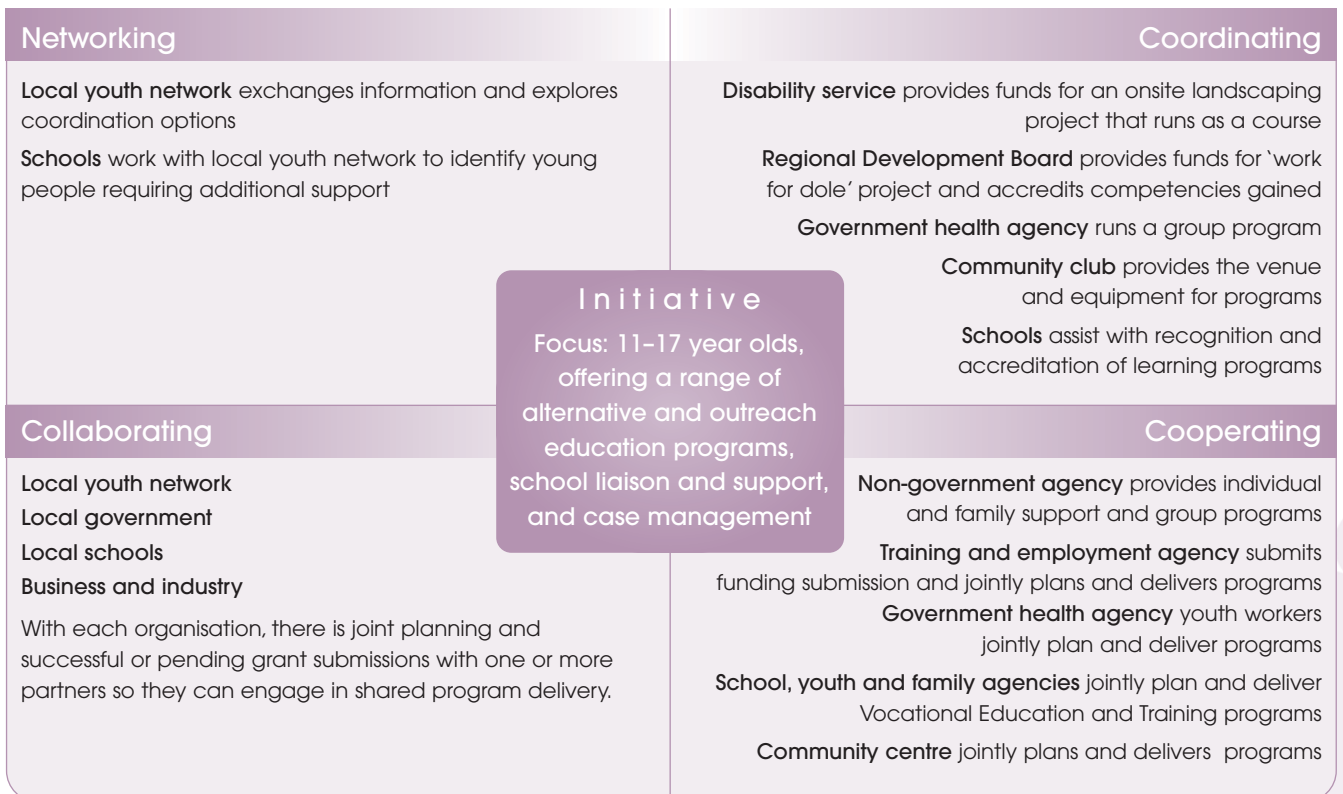 Networking
Local youth network exchanges information and explores
coordination options
Schools work with local youth network to identify young
people requiring additional support
Coordinating
Disability service provides funds for an onsite landscaping
project that runs as a course
Regional Development Board provides funds for ‘work
for dole’ project and accredits competencies gained
Government health agency runs a group program
Community club provides the venue
and equipment for programs
Schools assist with recognition and
accreditation of learning programs
Initiative
Focus: 11–17 year olds,
offering a range of
alternative and outreach
education programs,
school liaison and support,
and case management
Collaborating
Local youth network
Local government
Local schools
Business and industry
With each organisation, there is joint planning and
successful or pending grant submissions with one or more
partners so they can engage in shared program delivery.
Cooperating
Non-government agency provides individual
and family support and group programs
Training and employment agency submits
funding submission and jointly plans and delivers programs
Government health agency youth workers
jointly plan and deliver programs
School, youth and family agencies jointly plan and deliver
Vocational Education and Training programs
Community centre jointly plans and delivers programs